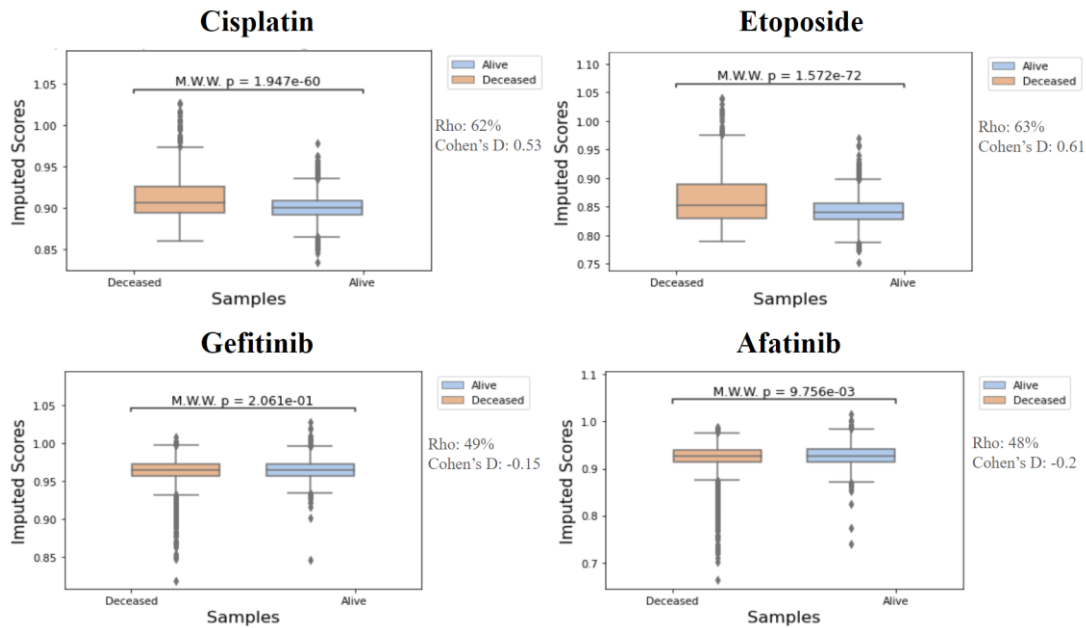 Cisplatin
M.W.W. p = 1.947e-60
Alive
Deceased
Rho: 62%
Cohen's D: 0.53
Imputed Scores
1.05
1.00
0.95
0.90
0.85
Deceased
Alive
Samples
Etoposide
M.W.W. p = 1.572e-72
Alive
Deceased
Rho: 63%
Cohen's D: 0.61
Imputed Scores
1.10
1.05
1.00
0.95
0.90
0.85
0.80
0.75
Deceased
Alive
Samples
Gefitinib
M.W.W. p = 2.061e-01
Alive
Deceased
Rho: 49%
Cohen's D: -0.15
Imputed Scores
1.05
1.00
0.95
0.90
0.85
Deceased
Alive
Samples
Afatinib
M.W.W. p = 9.756e-03
Alive
Deceased
Rho: 48%
Cohen's D: -0.2
Imputed Scores
1.1
1.0
0.9
0.8
0.7
Deceased
Alive
Samples